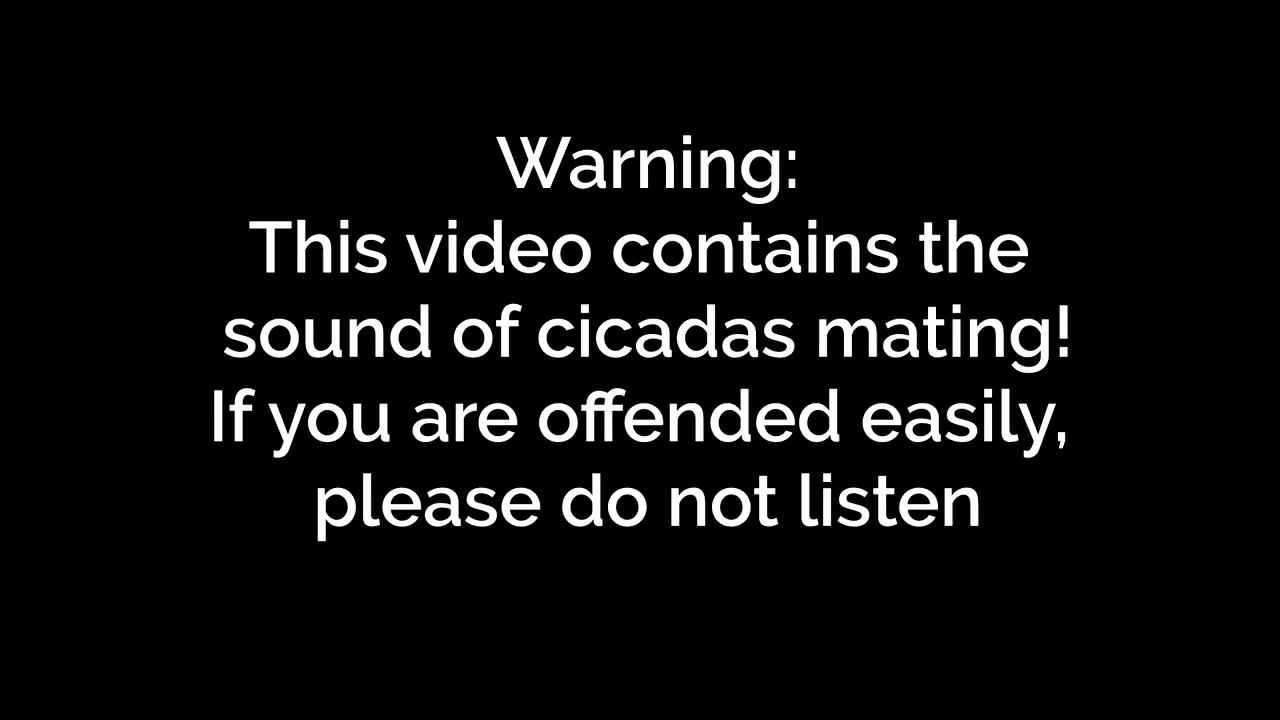 Warning:
This video contains the
sound of cicadas mating!
If you are offended easily,
please do not listen